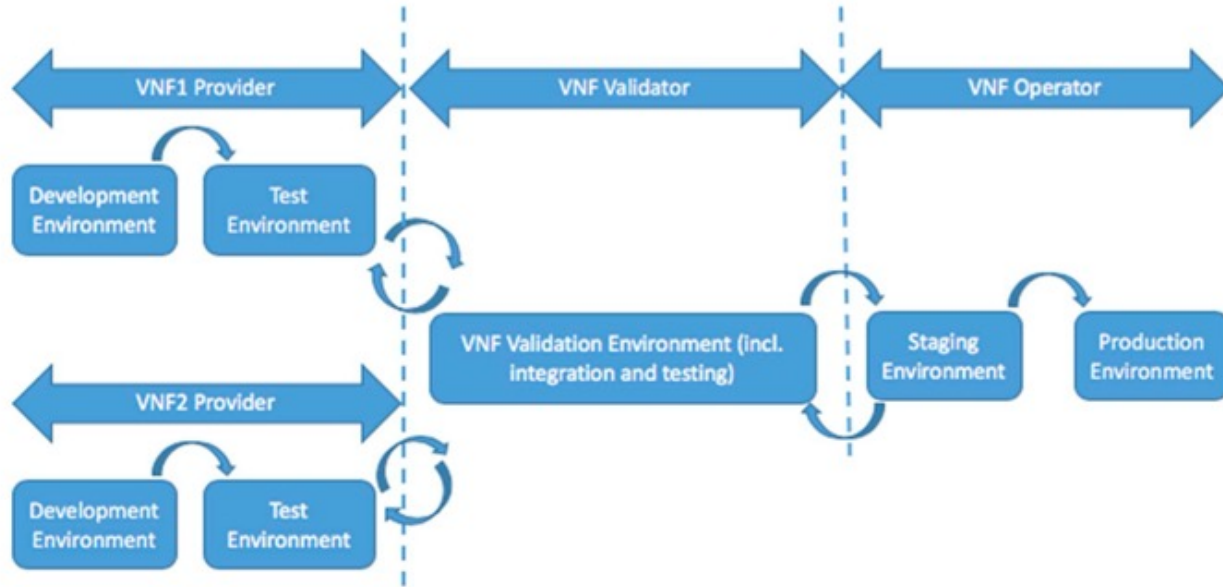 VNF1 Provider
VNF Validator
VNF Operator
Development
Environment
Test
Environment
VNF Validation Environment (incl.
integration and testing)
Staging
Environment
Production
Environment
VNF2 Provider
Development
Environment
Test
Environment